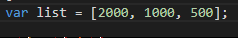 var list = [2000, 1000, 500];